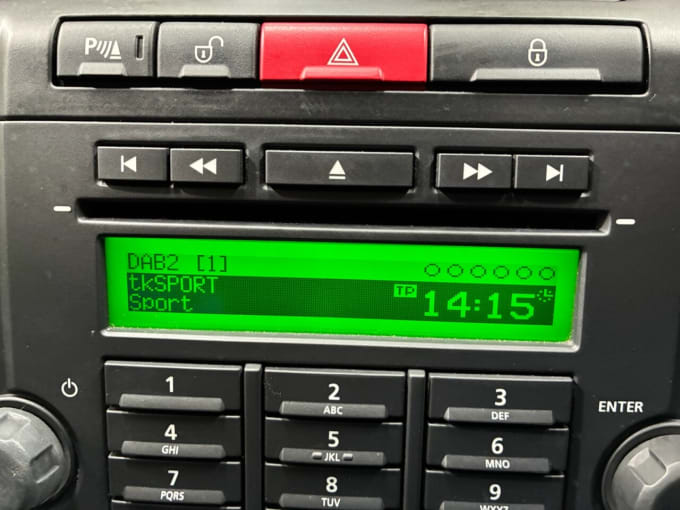 P
DAB2 [1]
tkSPORT
Sport
TP
14:15
1
2
ABC
3
DEF
ENTER
4
GHI
5
JKL
6
MNO
7
PQRS
8
TUV
9
WXYZ